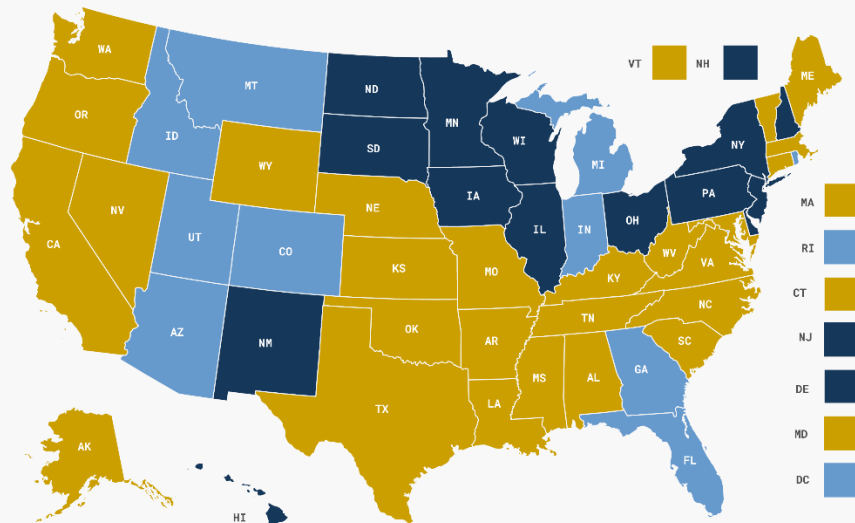 WA
MT
ND
MN
VT
NH
ME
OR
ID
SD
WI
NY
WY
MI
IA
PA
NV
NE
IL
IN
OH
MA
CA
UT
CO
KS
MO
WV
VA
RI
KY
CT
AZ
NM
OK
AR
TN
NC
NJ
TX
LA
MS
AL
GA
SC
DE
AK
FL
MD
DC
HI